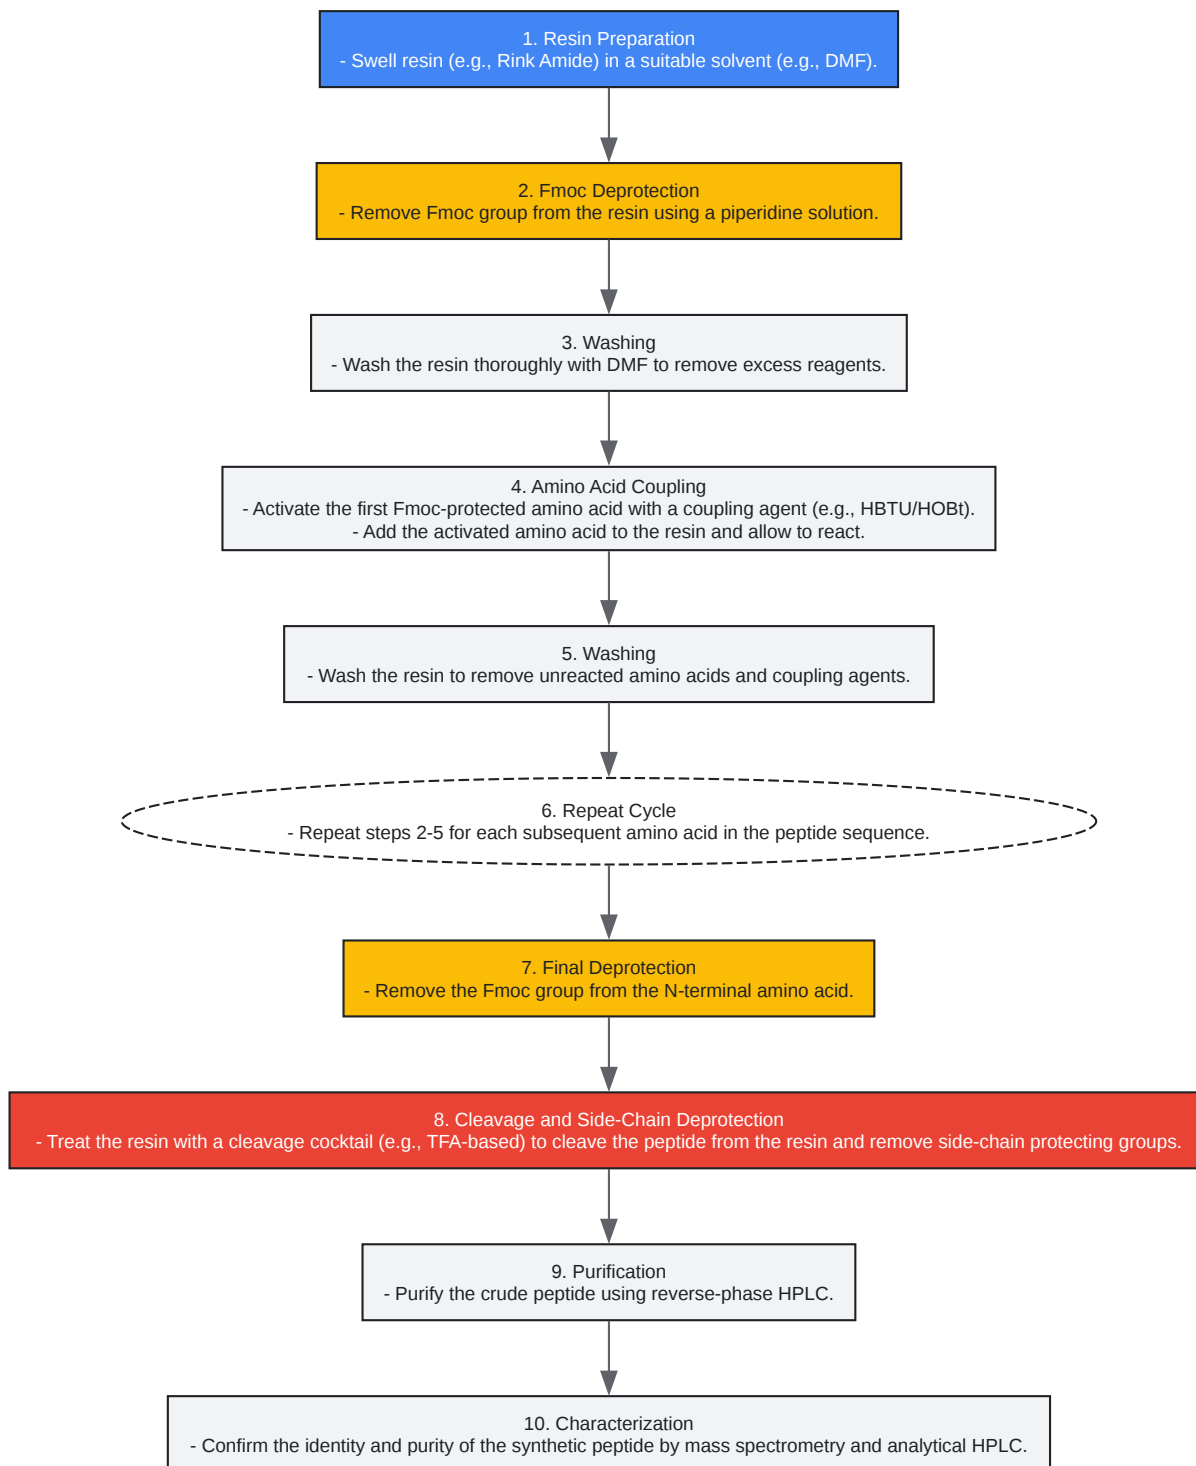 1. Resin Preparation
- Swell resin (e.g., Rink Amide) in a suitable solvent (e.g., DMF).
2. Fmoc Deprotection
- Remove Fmoc group from the resin using a piperidine solution.
3. Washing
- Wash the resin thoroughly with DMF to remove excess reagents.
4. Amino Acid Coupling
- Activate the first Fmoc-protected amino acid with a coupling agent (e.g., HBTU/HOBt).
- Add the activated amino acid to the resin and allow to react.
5. Washing
- Wash the resin to remove unreacted amino acids and coupling agents.
6. Repeat Cycle
- Repeat steps 2-5 for each subsequent amino acid in the peptide sequence.
7. Final Deprotection
- Remove the Fmoc group from the N-terminal amino acid.
8. Cleavage and Side-Chain Deprotection
- Treat the resin with a cleavage cocktail (e.g., TFA-based) to cleave the peptide from the resin and remove side-chain protecting groups.
9. Purification
- Purify the crude peptide using reverse-phase HPLC.
10. Characterization
- Confirm the identity and purity of the synthetic peptide by mass spectrometry and analytical HPLC.